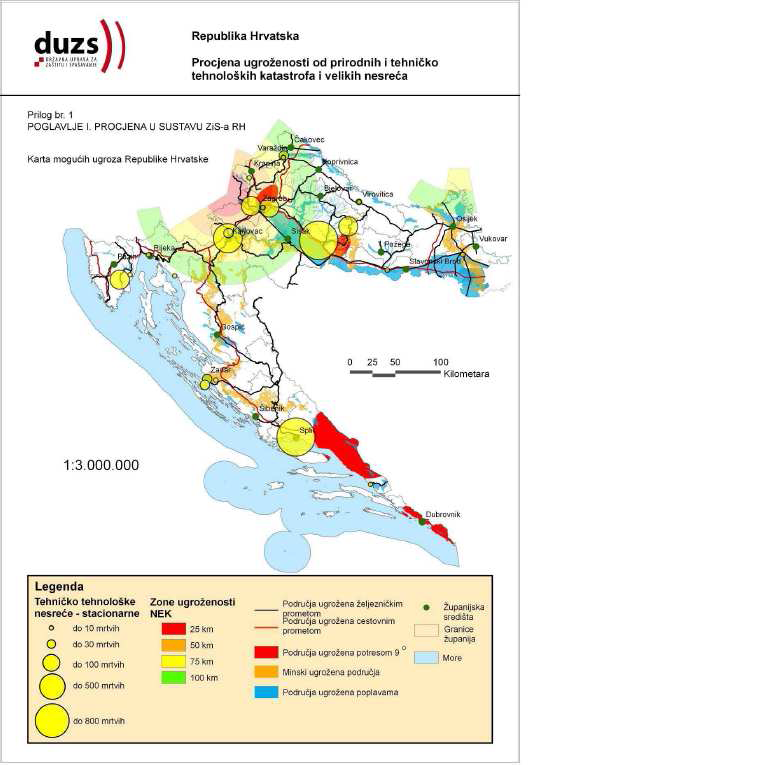 duzs
DRŽAVNA UPRAVA ZA
ZAŠTITU I SPAŠAVANJE
Republika Hrvatska
Procjena ugroženosti od prirodnih i tehničko
tehnoloških katastrofa i velikih nesreća
Prilog br. 1
POGLAVLJE I. PROCJENA U SUSTAVU ZiS-a RH
Karta mogućih ugroza Republike Hrvatske
Čakovec
Varaždin
Krapina
Koprivnica
Bjelovar
Virovitica
Zagreb
Osijek
Vukovar
Karlovac
Sisak
Požega
Rijeka
Pazin
Slavonski Brod
Gospić
Zadar
0 25 50 100
Kilometara
Šibenik
Split
1:3.000.000
Dubrovnik
Legenda
Tehničko tehnološke
nesreće - stacionarne
do 10 mrtvih
do 30 mrtvih
do 100 mrtvih
do 500 mrtvih
do 800 mrtvih
Zone ugroženosti
NEK
25 km
50 km
75 km
100 km
Područja ugrožena željezničkim
prometom
Područja ugrožena cestovnim
prometom
Područja ugrožena potresom 9 °
Minski ugrožena područja
Područja ugrožena poplavama
Županijska
središta
Granice
županija
More